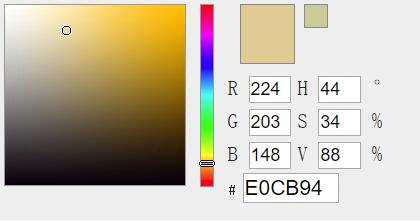 R 224 H 44 °
G 203 S 34 %
B 148 V 88 %
# E0CB94